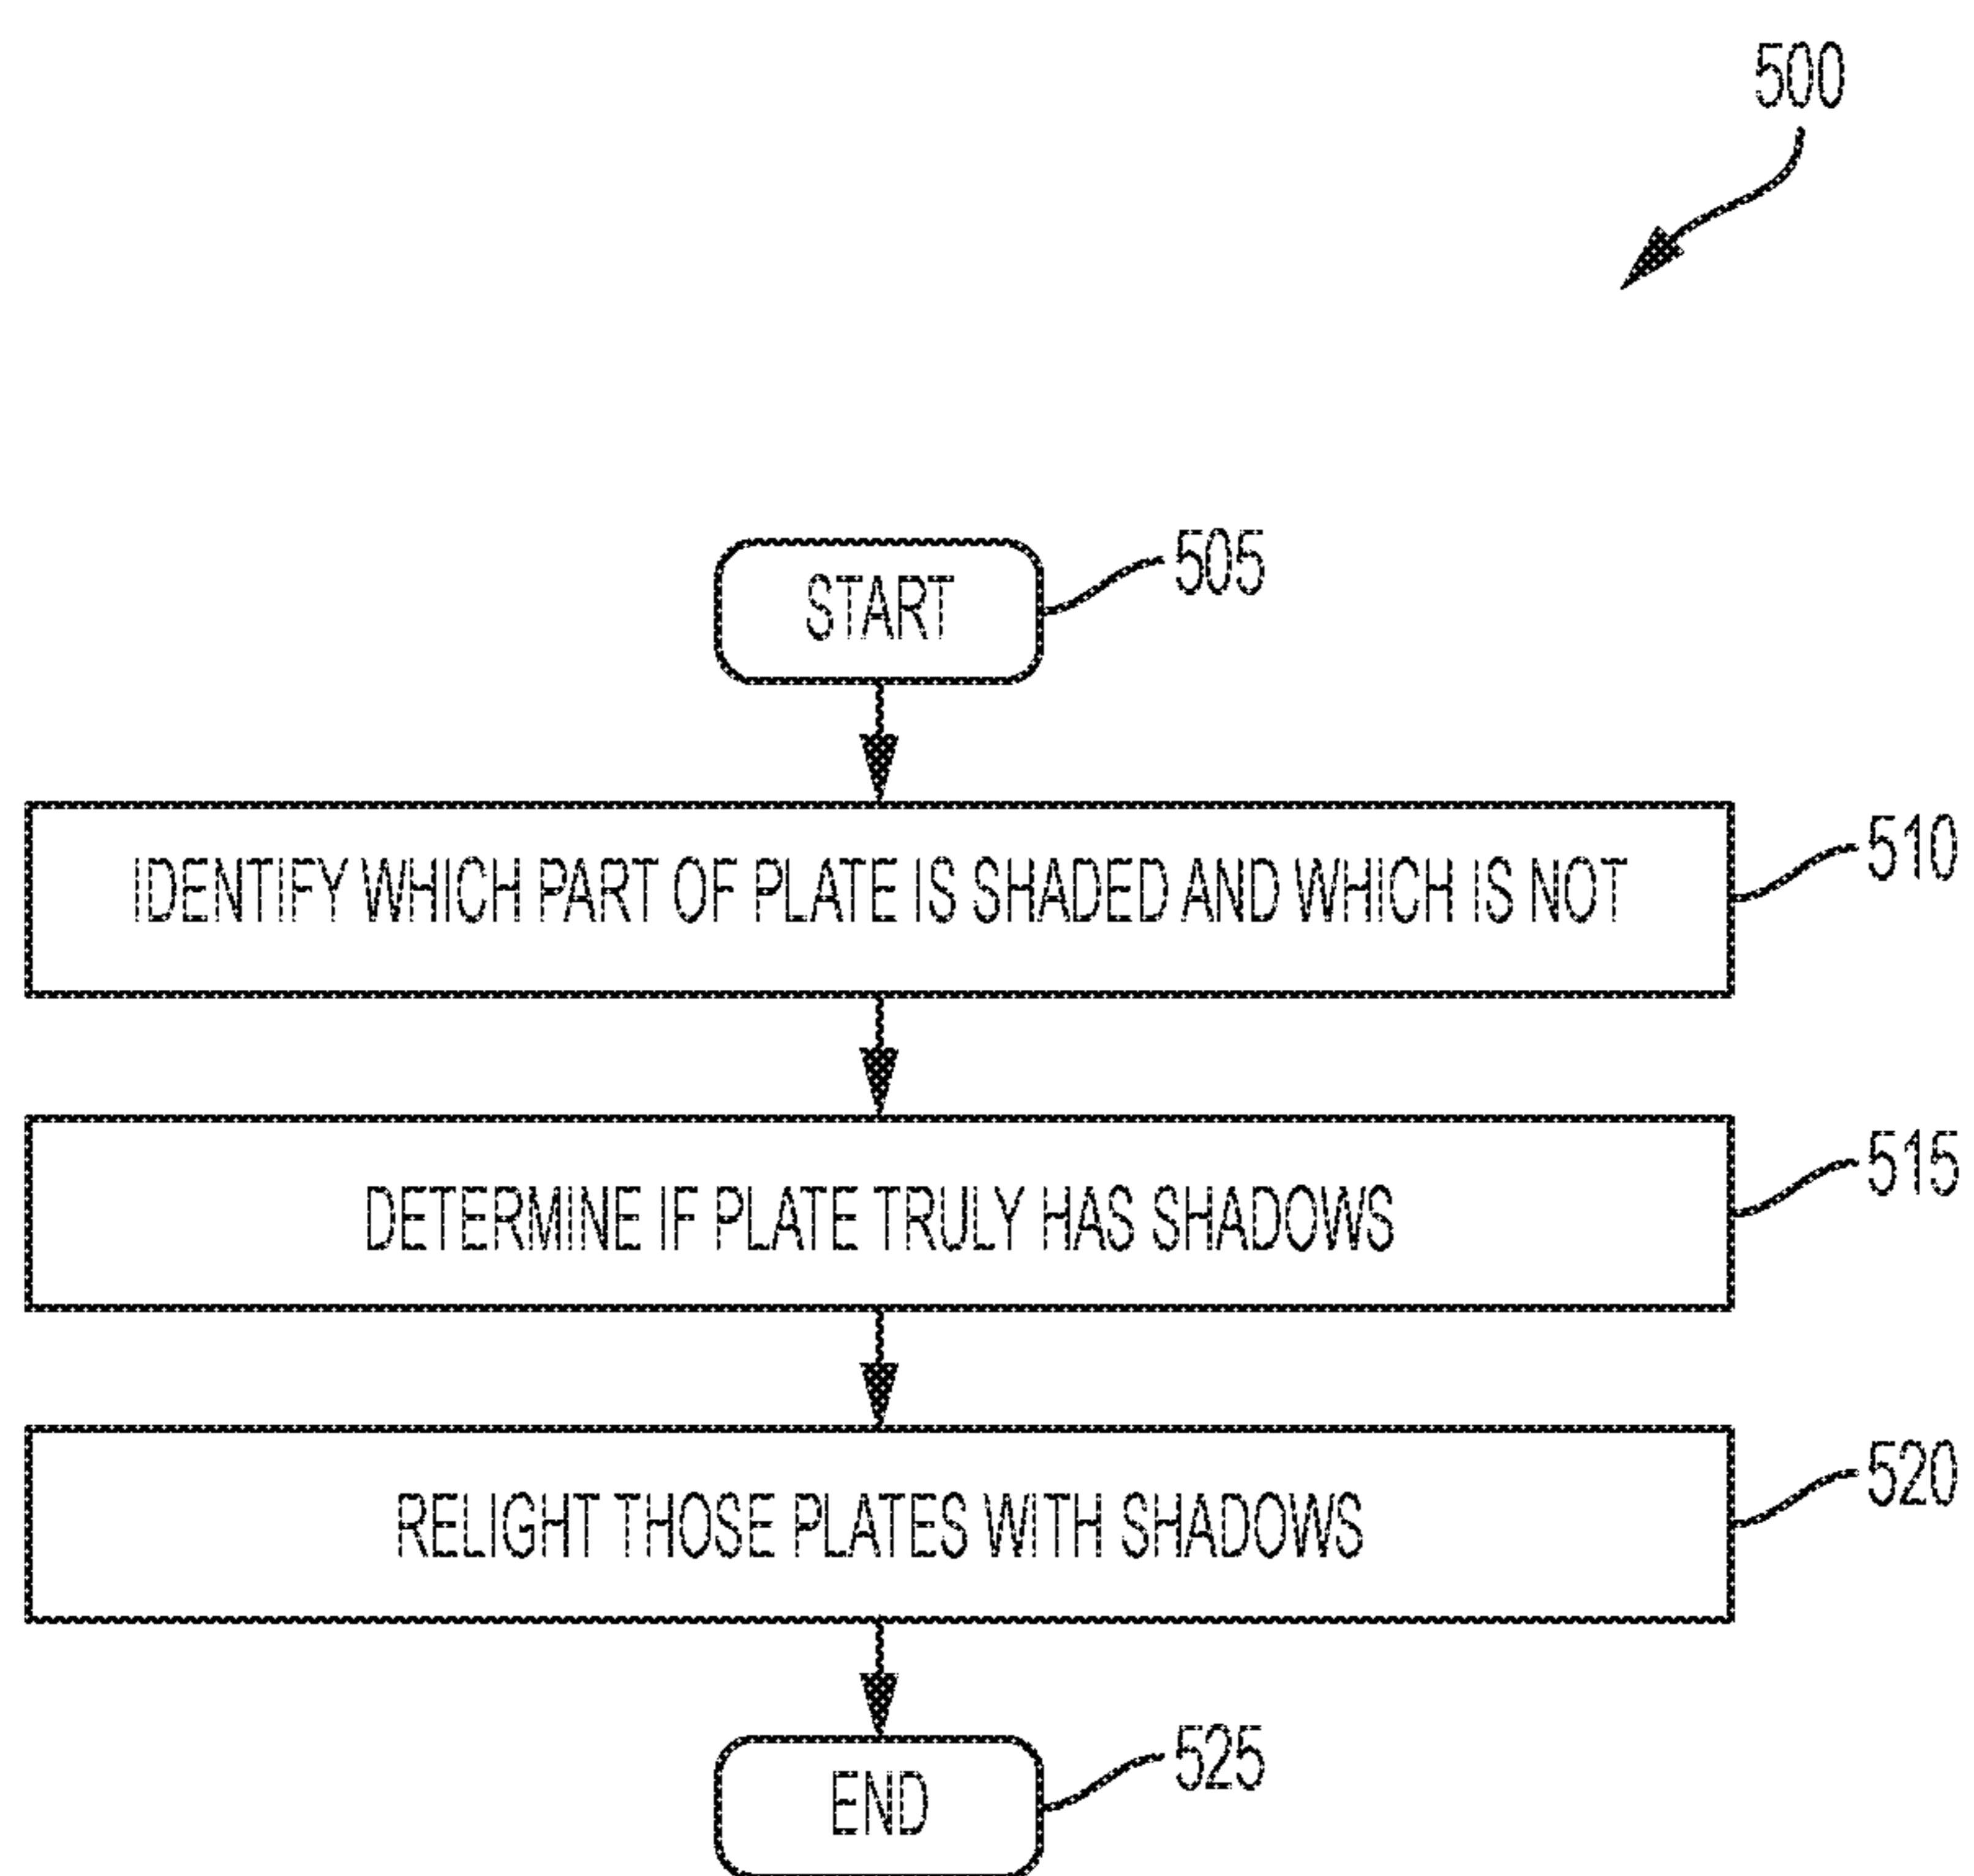 500
START
505
IDENTIFY WHICH PART OF PLATE IS SHADED AND WHICH IS NOT
510
DETERMINE IF PLATE TRULY HAS SHADOWS
515
RELIGHT THOSE PLATES WITH SHADOWS
520
END
525